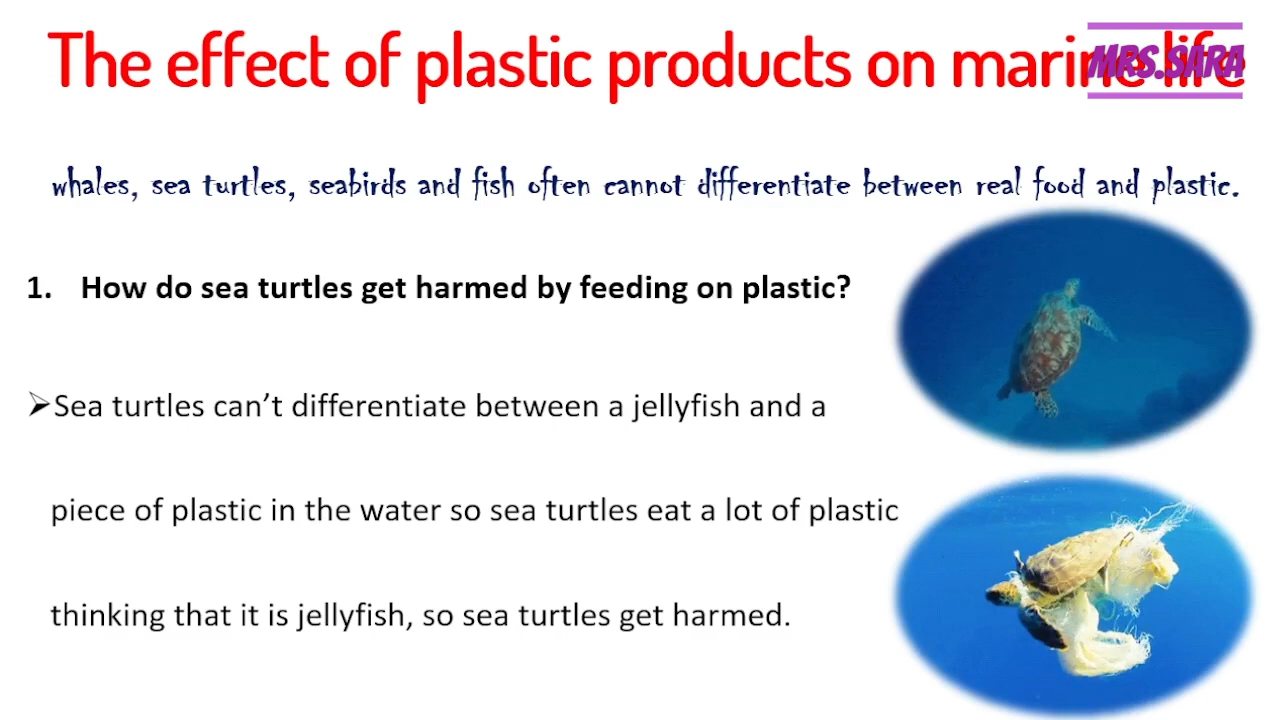 The effect of plastic products on marine life
MRS.SARA
whales, sea turtles, seabirds and fish often cannot differentiate between real food and plastic.
1. How do sea turtles get harmed by feeding on plastic?
➢Sea turtles can’t differentiate between a jellyfish and a
piece of plastic in the water so sea turtles eat a lot of plastic
thinking that it is jellyfish, so sea turtles get harmed.